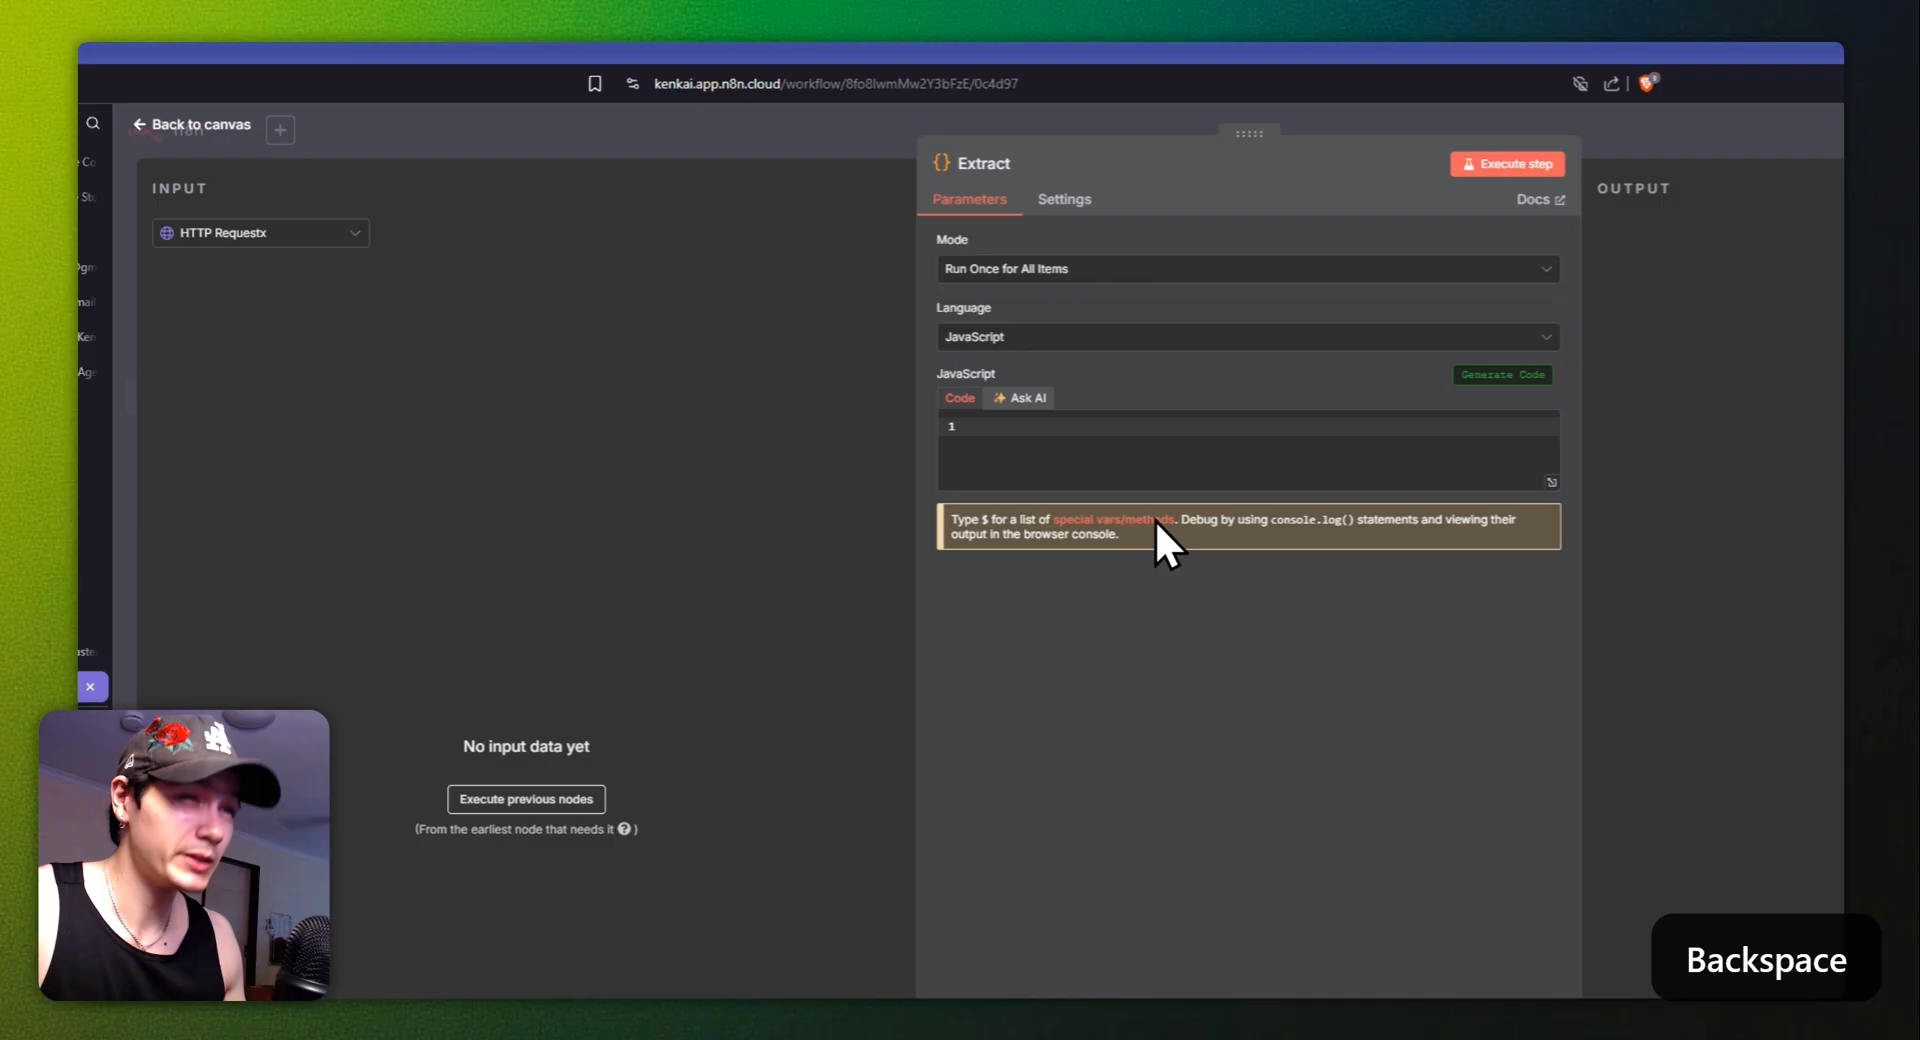 kenkai.app.n8n.cloud/workflow/8fo8lwmMw2Y3bFzE/0c4d97
Back to canvas
n8n
INPUT
HTTP Requestx
No input data yet
Execute previous nodes
(From the earliest node that needs it ? )
Extract
Execute step
Parameters
Settings
Docs
Mode
Run Once for All Items
Language
JavaScript
JavaScript
Generate Code
Code
Ask AI
1
Type $ for a list of special vars/methods. Debug by using console.log() statements and viewing their
output in the browser console.
OUTPUT
Ken
Backspace